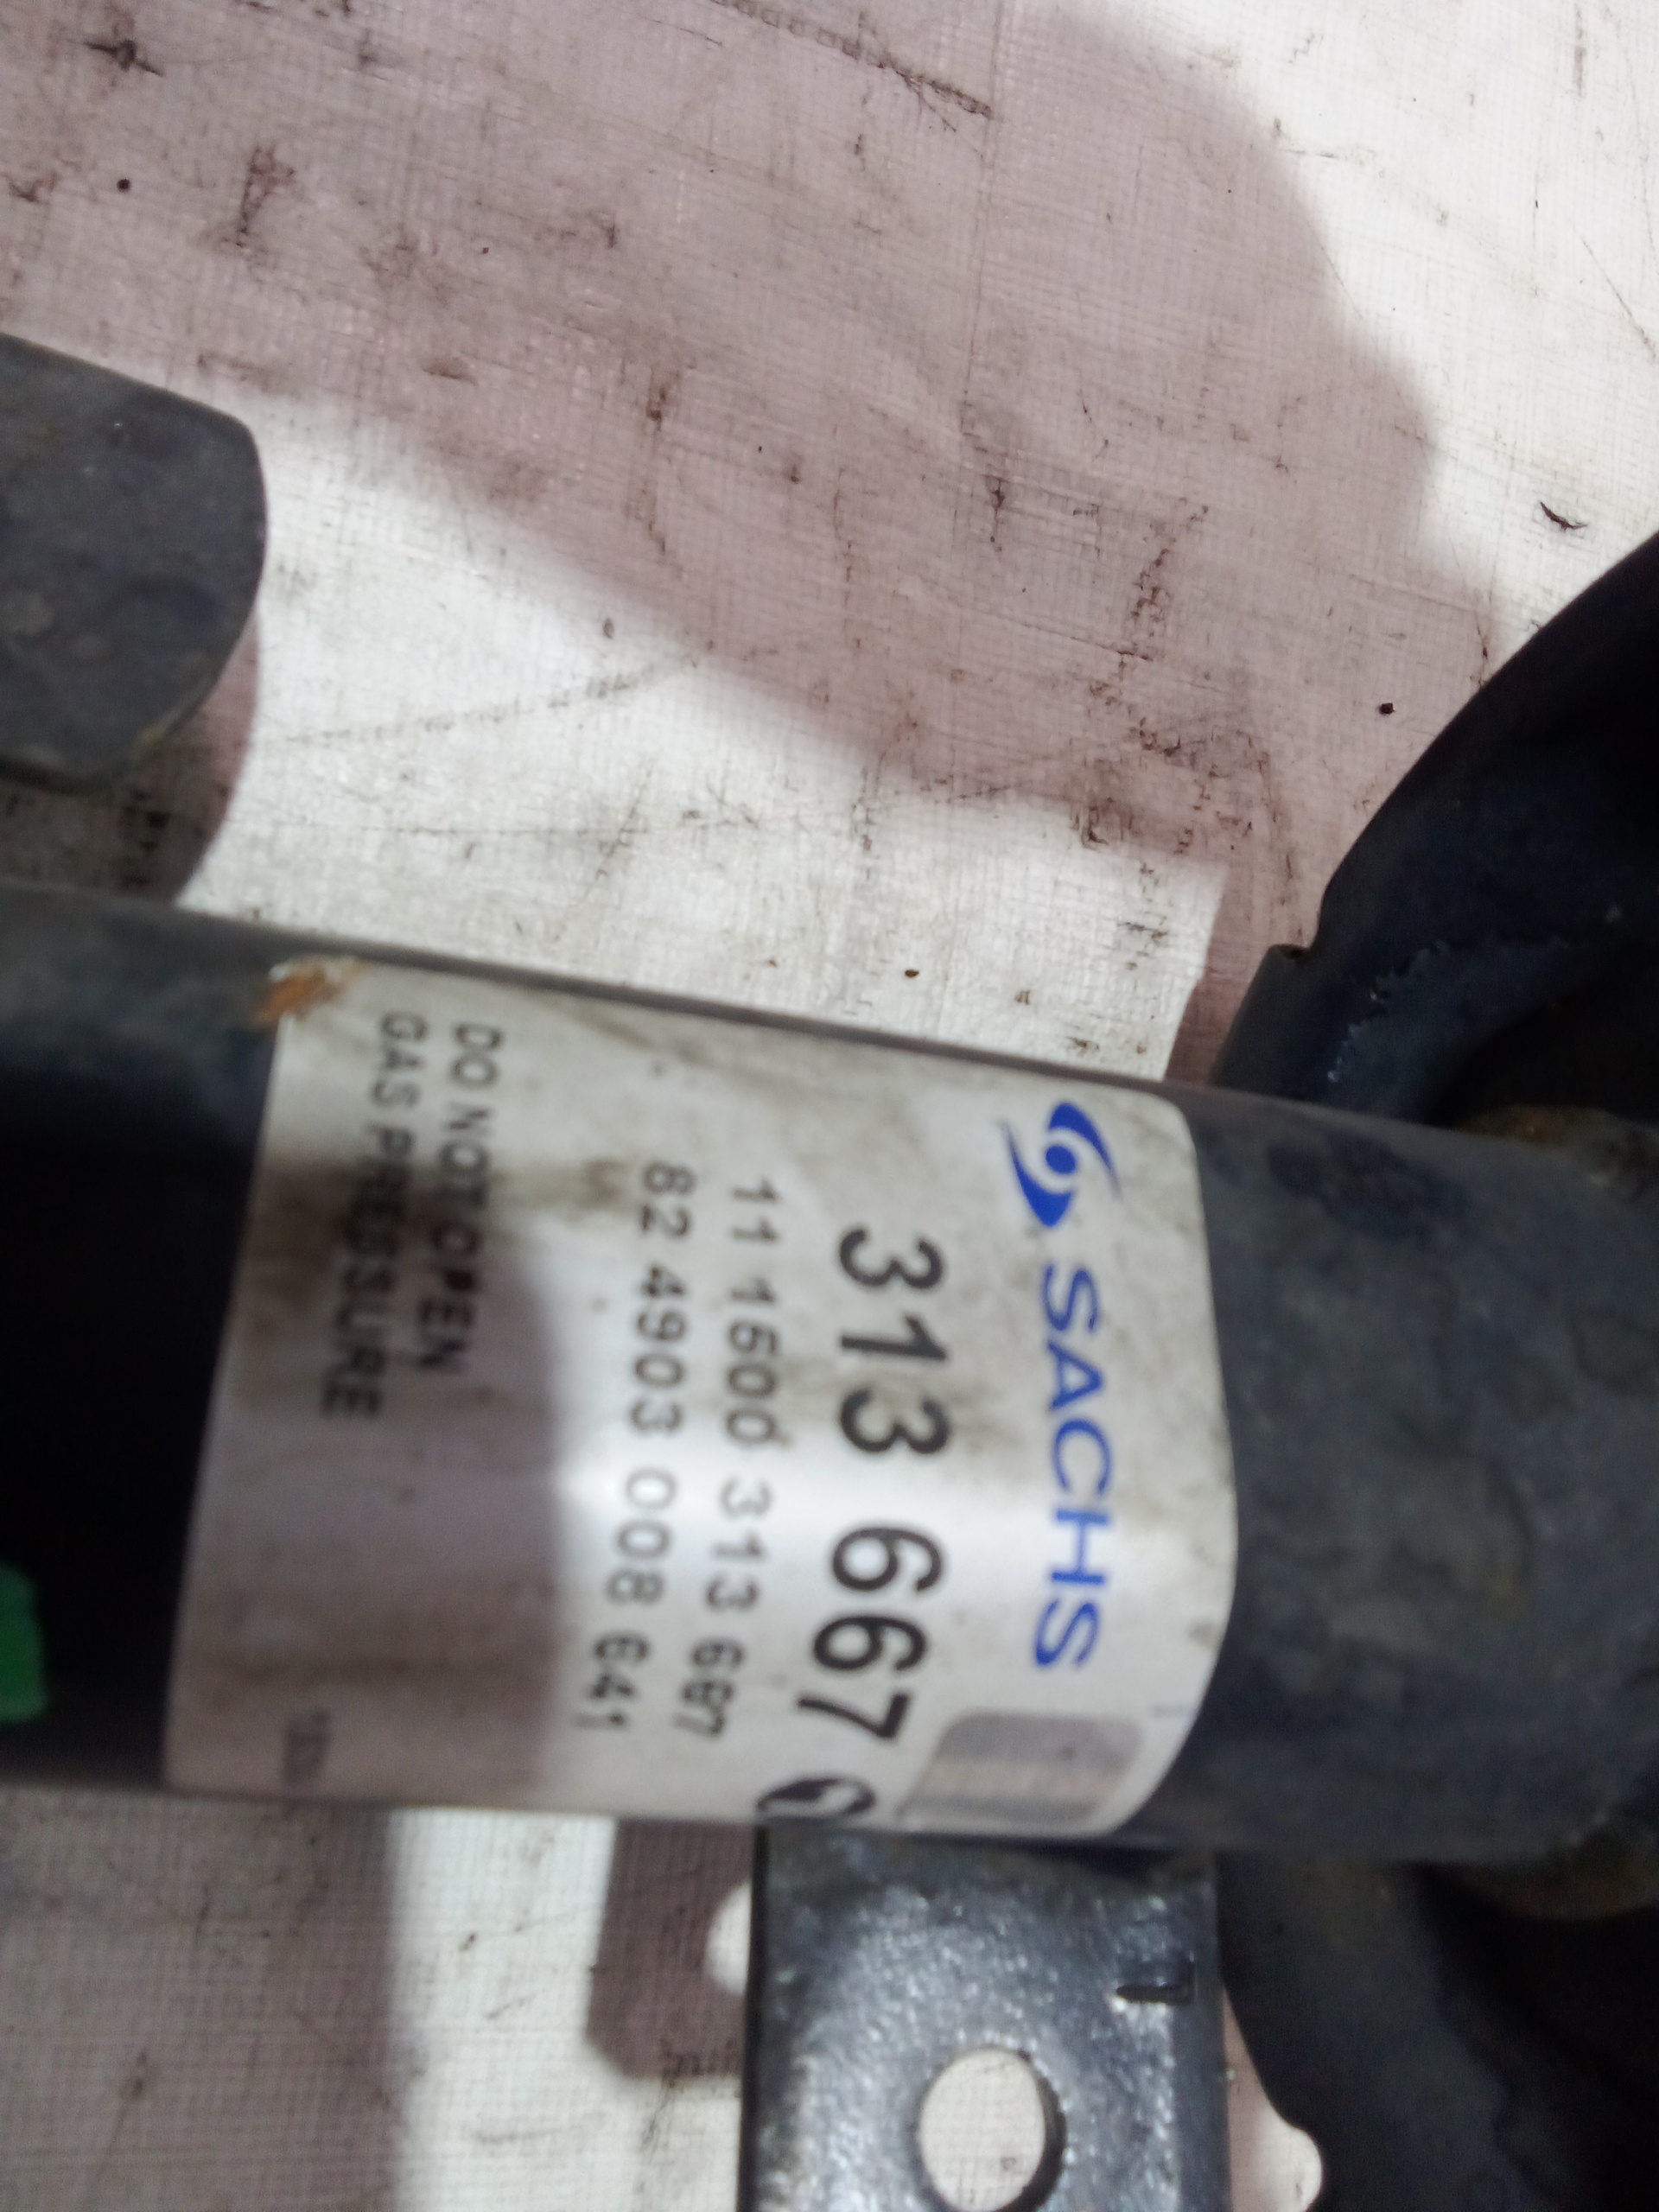 SACHS
313 667
11 1500 313 667
82 4903 008 641
DO NOT OPEN
GAS PRESSURE